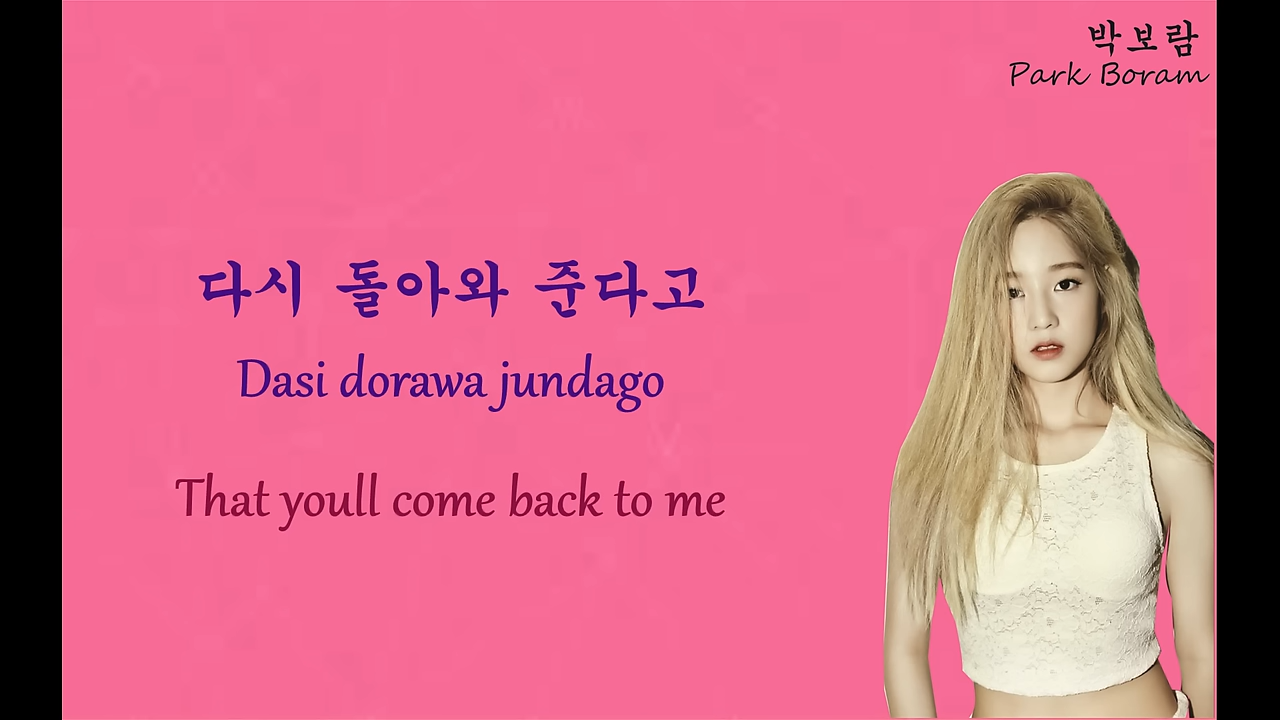 박보람
Park Boram
다시 돌아와 준다고
Dasi dorawa jundago
That youll come back to me